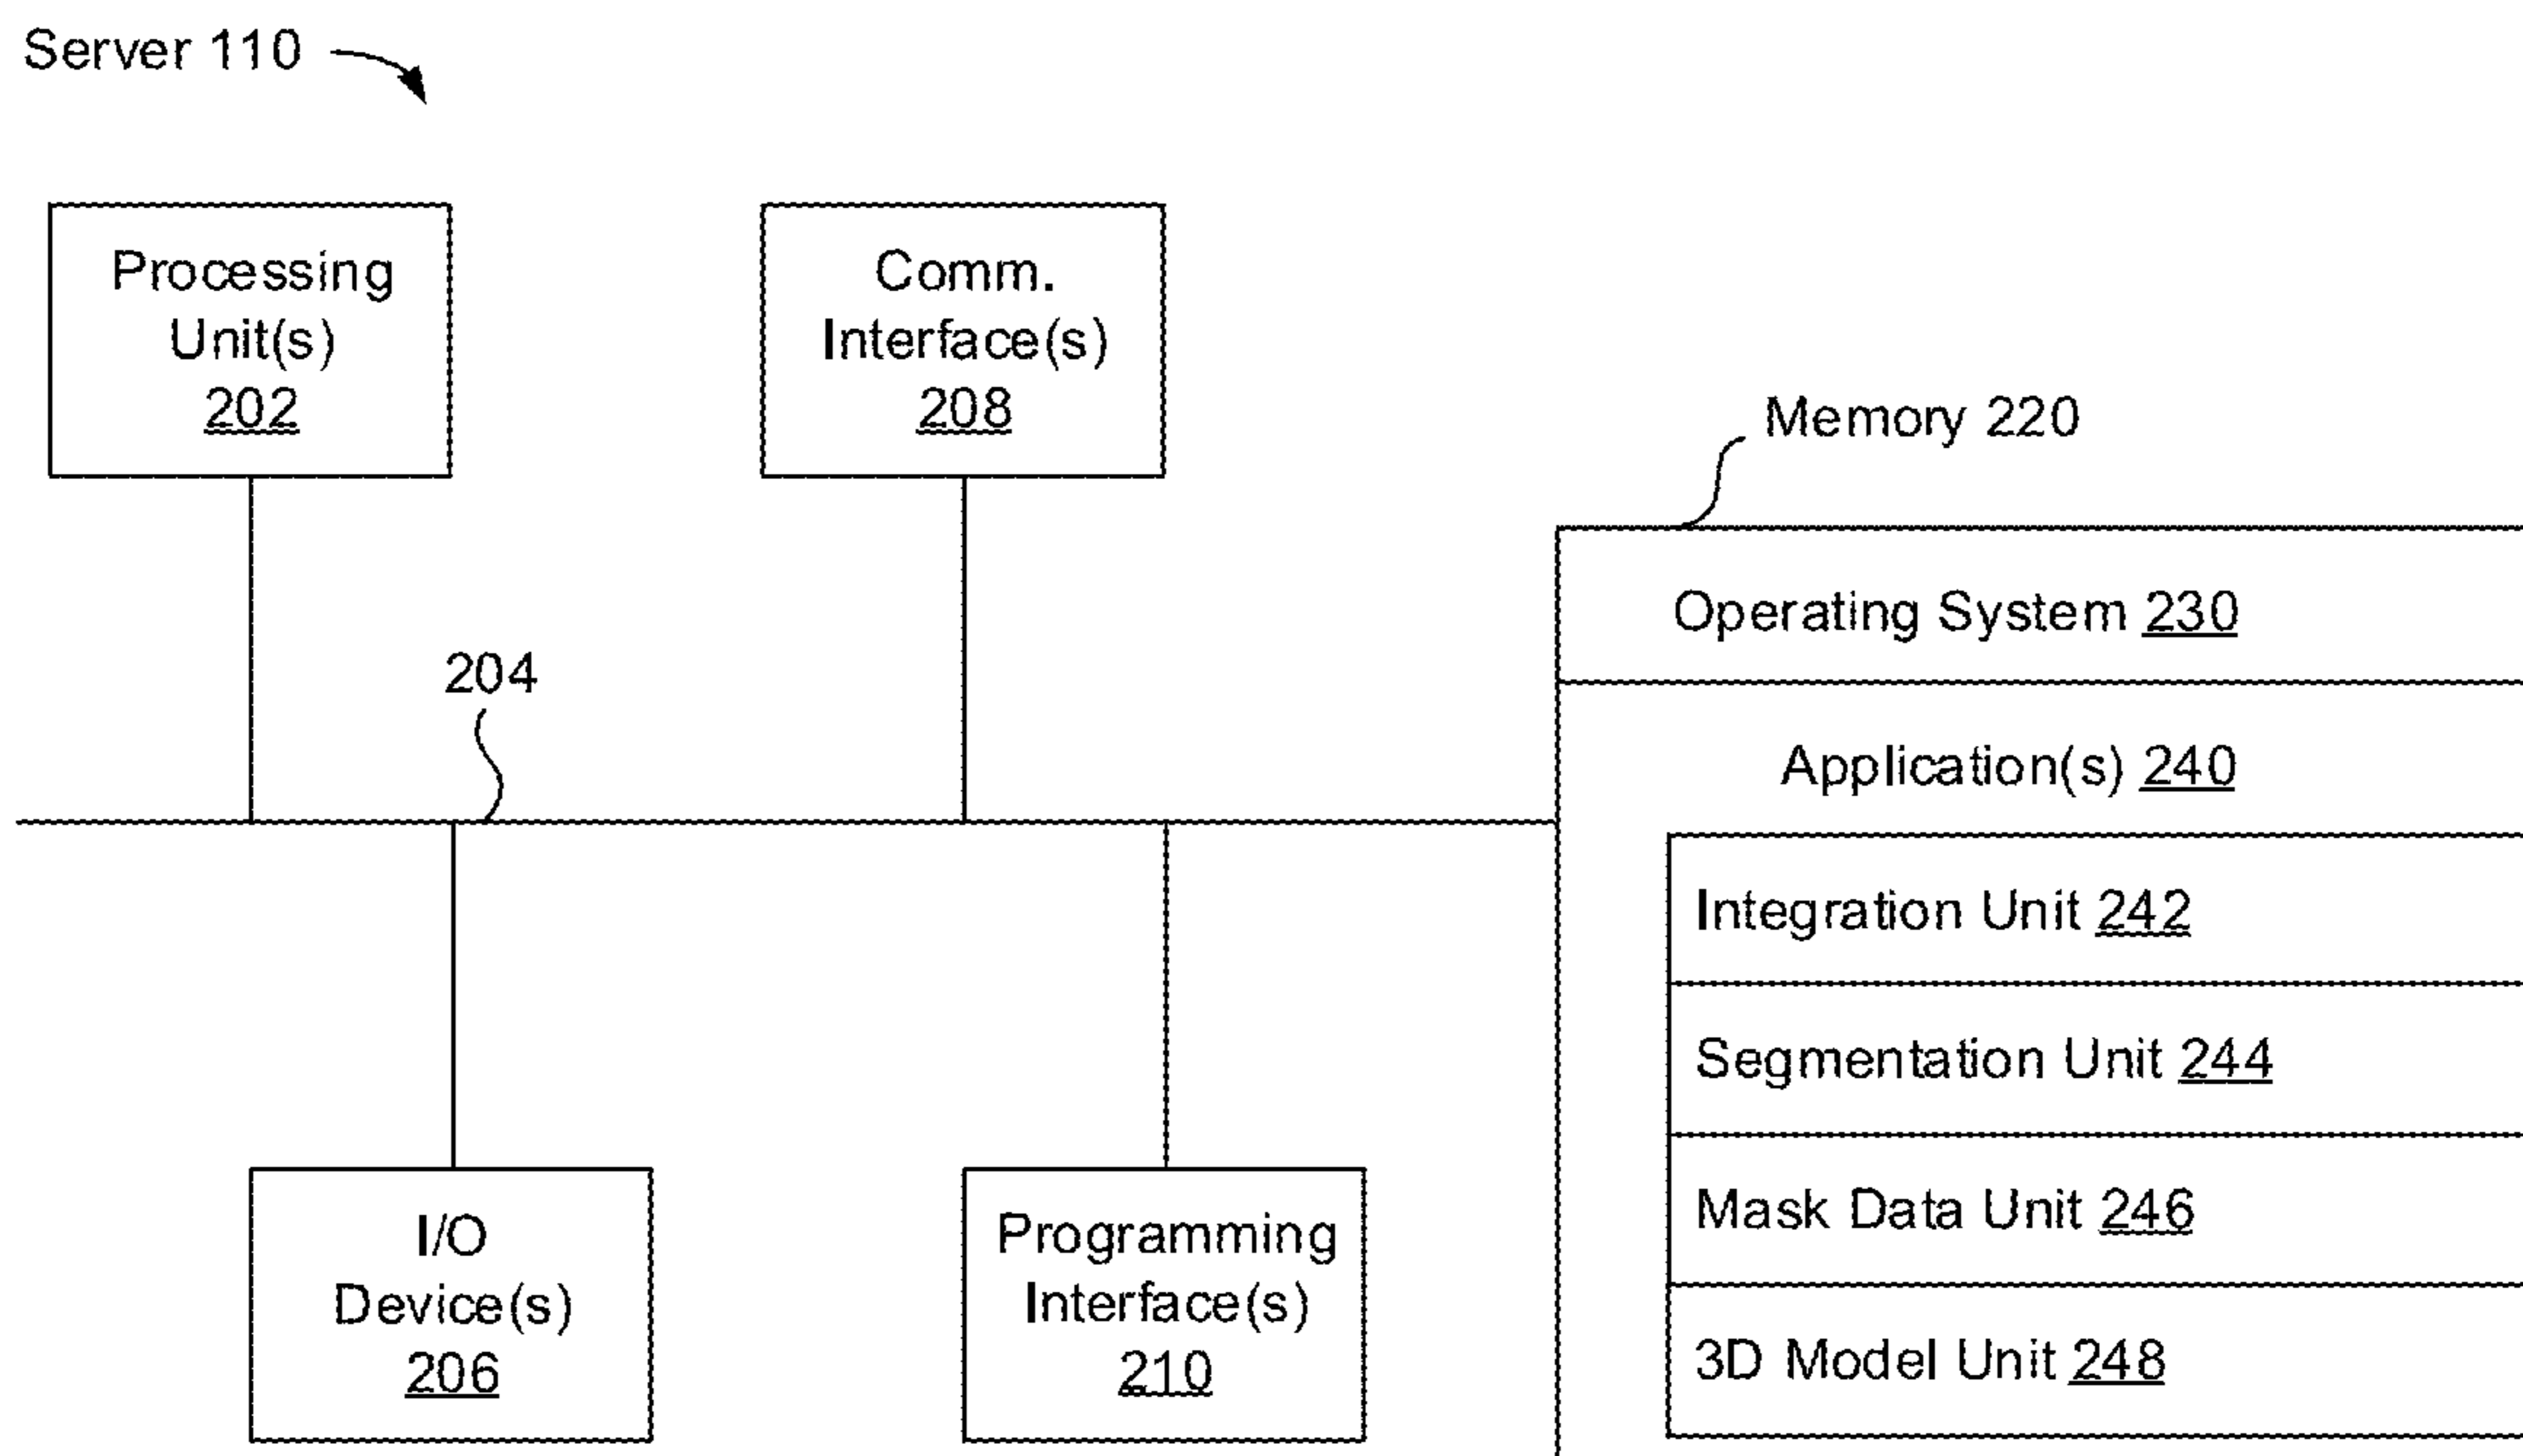 Server 110
Processing
Unit(s)
202
Comm.
Interface(s)
208
Memory 220
Operating System 230
204
Application(s) 240
Integration Unit 242
Segmentation Unit 244
Mask Data Unit 246
3D Model Unit 248
I/O
Device(s)
206
Programming
Interface(s)
210